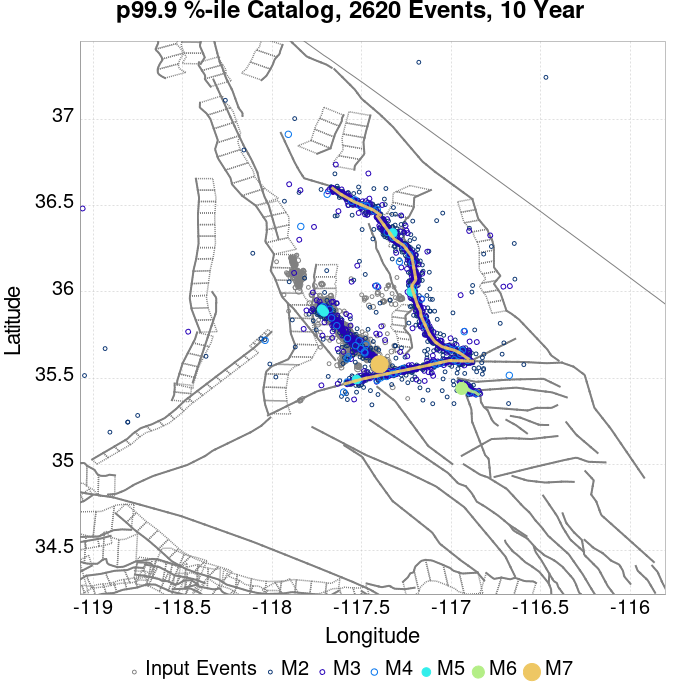 p99.9 %-ile Catalog, 2620 Events, 10 Year
37
36.5
36
35.5
35
34.5
Latitude
-119 -118.5 -118 -117.5 -117 -116.5 -116
Longitude
Input Events M2 M3 M4 M5 M6 M7